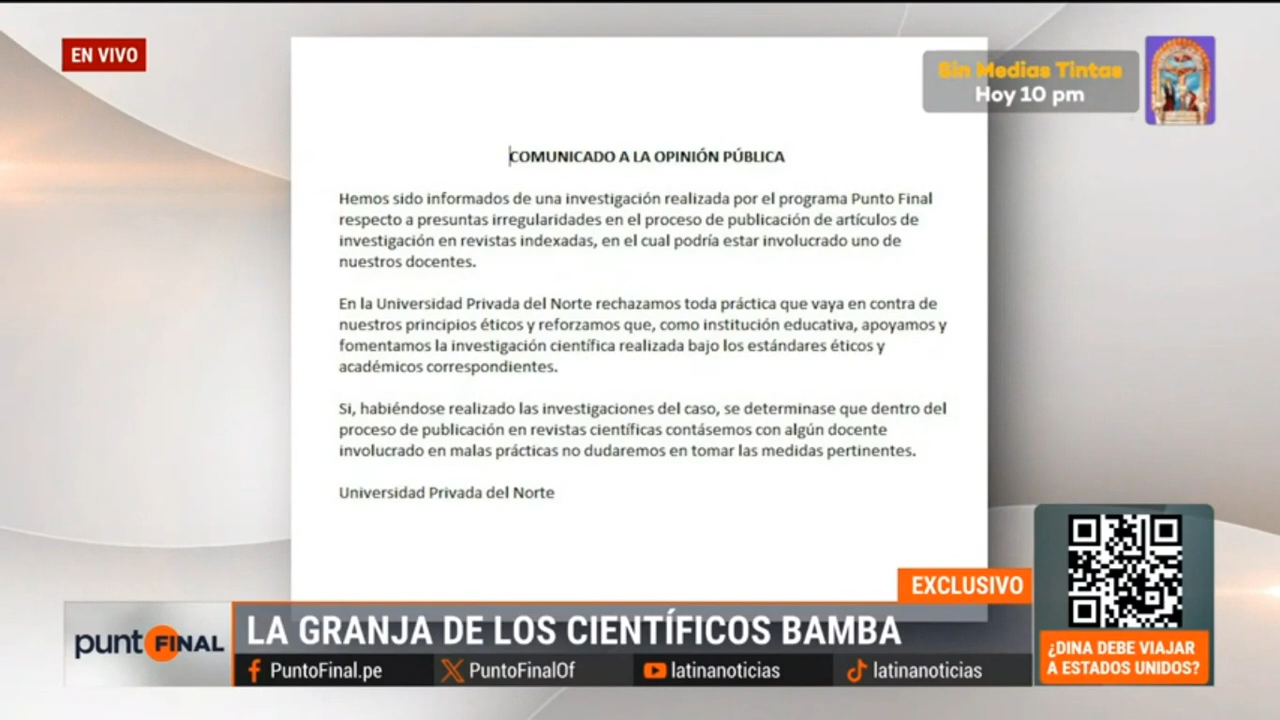 EN VIVO
Sin Medias Tintas
Hoy 10 pm
COMUNICADO A LA OPINIÓN PÚBLICA
Hemos sido informados de una investigación realizada por el programa Punto Final
respecto a presuntas irregularidades en el proceso de publicación de artículos de
investigación en revistas indexadas, en el cual podría estar involucrado uno de
nuestros docentes.
En la Universidad Privada del Norte rechazamos toda práctica que vaya en contra de
nuestros principios éticos y reforzamos que, como institución educativa, apoyamos y
fomentamos la investigación científica realizada bajo los estándares éticos y
académicos correspondientes.
Si, habiéndose realizado las investigaciones del caso, se determinase que dentro del
proceso de publicación en revistas científicas contásemos con algún docente
involucrado en malas prácticas no dudaremos en tomar las medidas pertinentes.
Universidad Privada del Norte
EXCLUSIVO
punto FINAL
LA GRANJA DE LOS CIENTÍFICOS BAMBA
PuntoFinal.pe
PuntoFinalOf
latinanoticias
latinanoticias
¿DINA DEBE VIAJAR
A ESTADOS UNIDOS?